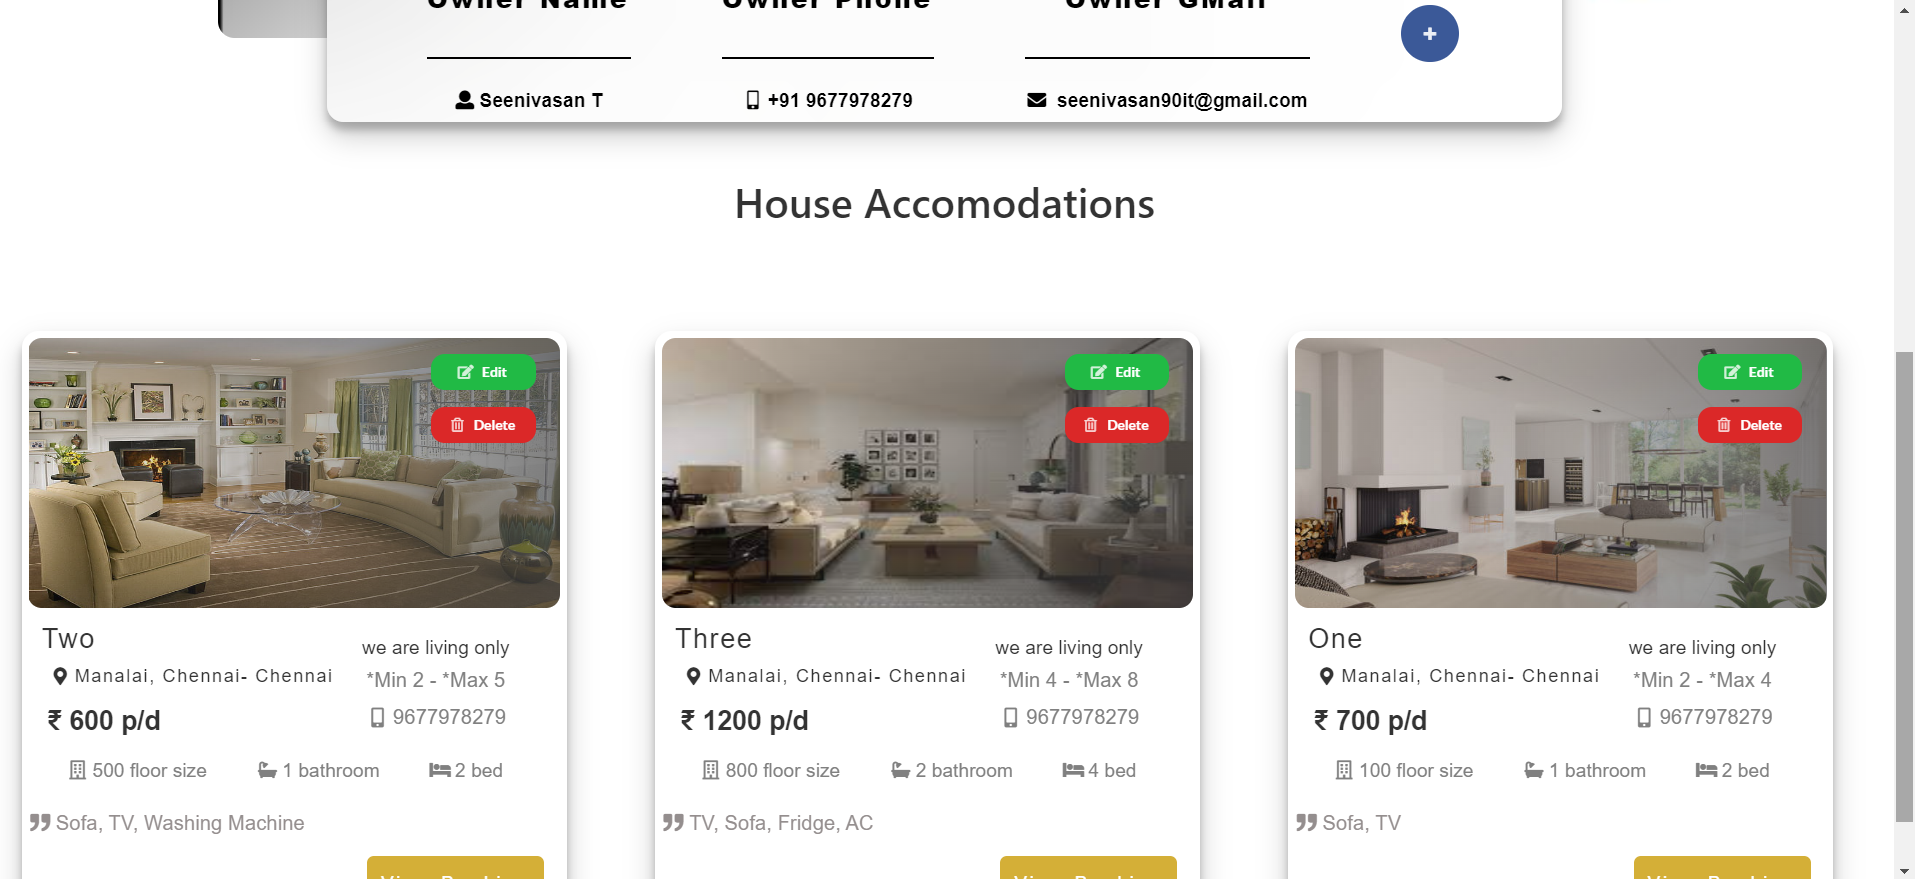 Owner Name Owner Phone Owner GMail
Seenivasan T +91 9677978279 seenivasan90it@gmail.com
House Accomodations
Edit
Delete
Two
we are living only
Manalai, Chennai- Chennai
*Min 2 - *Max 5
₹ 600 p/d
9677978279
500 floor size 1 bathroom 2 bed
Sofa, TV, Washing Machine
Edit
Delete
Three
we are living only
Manalai, Chennai- Chennai
*Min 4 - *Max 8
₹ 1200 p/d
9677978279
800 floor size 2 bathroom 4 bed
TV, Sofa, Fridge, AC
Edit
Delete
One
we are living only
Manalai, Chennai- Chennai
*Min 2 - *Max 4
₹ 700 p/d
9677978279
100 floor size 1 bathroom 2 bed
Sofa, TV